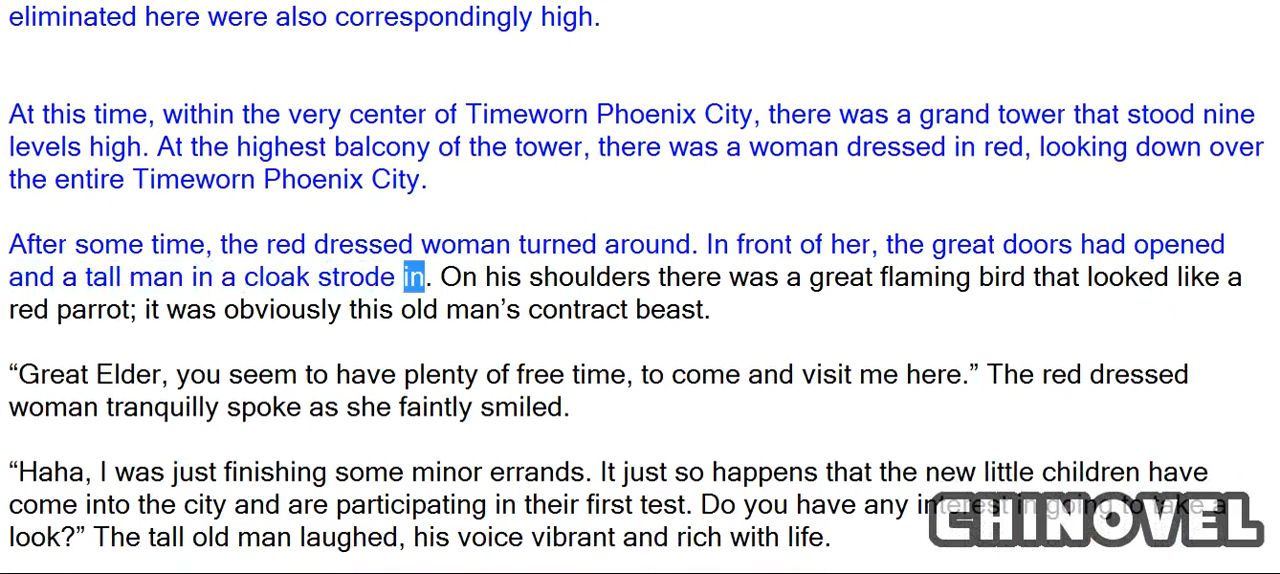 eliminated here were also correspondingly high.
At this time, within the very center of Timeworn Phoenix City, there was a grand tower that stood nine
levels high. At the highest balcony of the tower, there was a woman dressed in red, looking down over
the entire Timeworn Phoenix City.
After some time, the red dressed woman turned around. In front of her, the great doors had opened
and a tall man in a cloak strode in. On his shoulders there was a great flaming bird that looked like a
red parrot; it was obviously this old man’s contract beast.
“Great Elder, you seem to have plenty of free time, to come and visit me here.” The red dressed
woman tranquilly spoke as she faintly smiled.
“Haha, I was just finishing some minor errands. It just so happens that the new little children have
come into the city and are participating in their first test. Do you have any interest in going to take a
look?” The tall old man laughed, his voice vibrant and rich with life.
CHINOVEL